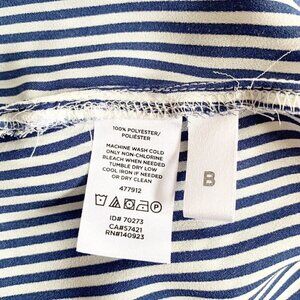 100% POLYESTER/
POLIÉSTER
MACHINE WASH COLD
ONLY NON-CHLORINE
BLEACH WHEN NEEDED
TUMBLE DRY LOW
COOL IRON IF NEEDED
OR DRY CLEAN
477912
ID# 70273
CA#57421
RN#140923
B